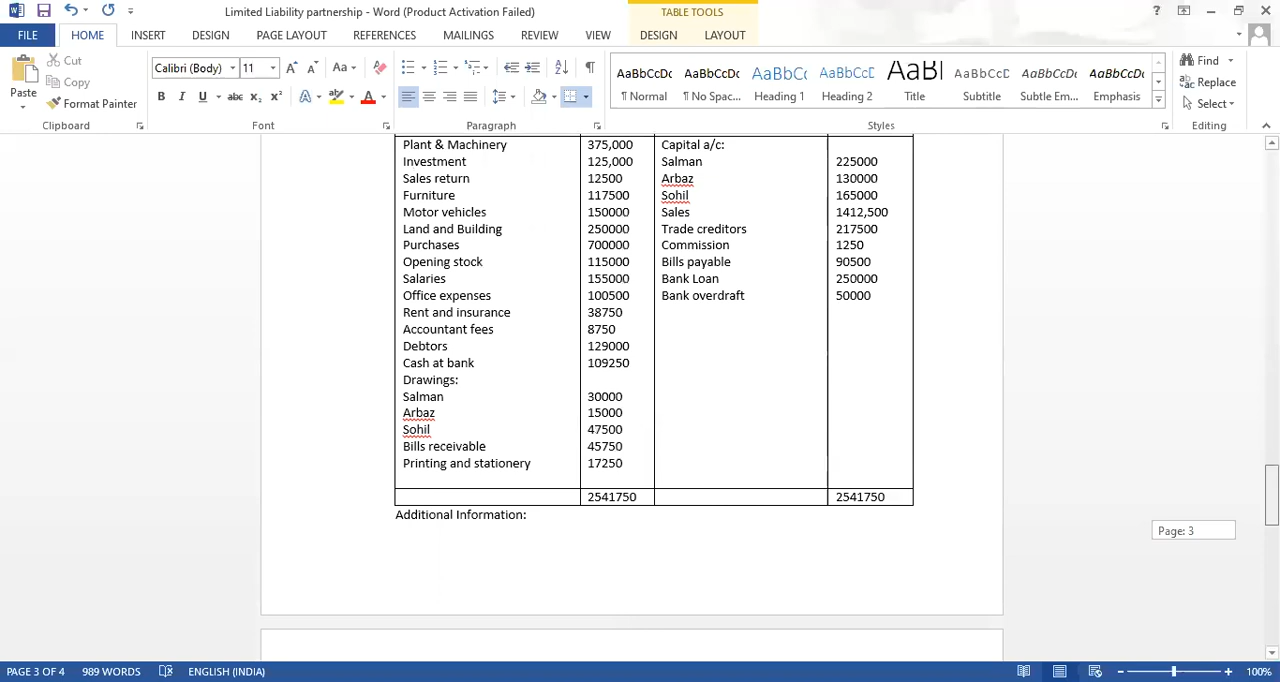 Limited Liability partnership - Word (Product Activation Failed)
TABLE TOOLS
?
FILE HOME INSERT DESIGN PAGE LAYOUT REFERENCES MAILINGS REVIEW VIEW DESIGN LAYOUT
Paste
Cut
Copy
Format Painter
Clipboard
Calibri (Body) 11
B I U abc x₂ x²
Font
Paragraph
AaBbCcDc AaBbCcDc AaBbC AaBbCcD AaB AaBbCcD AaBbCcDc AaBbCcDc
¶ Normal ¶ No Spac... Heading 1 Heading 2 Title Subtitle Subtle Em... Emphasis
Styles
Find
Replace
Select
Editing
Plant & Machinery 375,000 Capital a/c:
Investment 125,000 Salman 225000
Sales return 12500 Arbaz 130000
Furniture 117500 Sohil 165000
Motor vehicles 150000 Sales 1412,500
Land and Building 250000 Trade creditors 217500
Purchases 700000 Commission 1250
Opening stock 115000 Bills payable 90500
Salaries 155000 Bank Loan 250000
Office expenses 100500 Bank overdraft 50000
Rent and insurance 38750
Accountant fees 8750
Debtors 129000
Cash at bank 109250
Drawings:
Salman 30000
Arbaz 15000
Sohil 47500
Bills receivable 45750
Printing and stationery 17250
2541750 2541750
Additional Information:
Page: 3
PAGE 3 OF 4 989 WORDS ENGLISH (INDIA) 100%